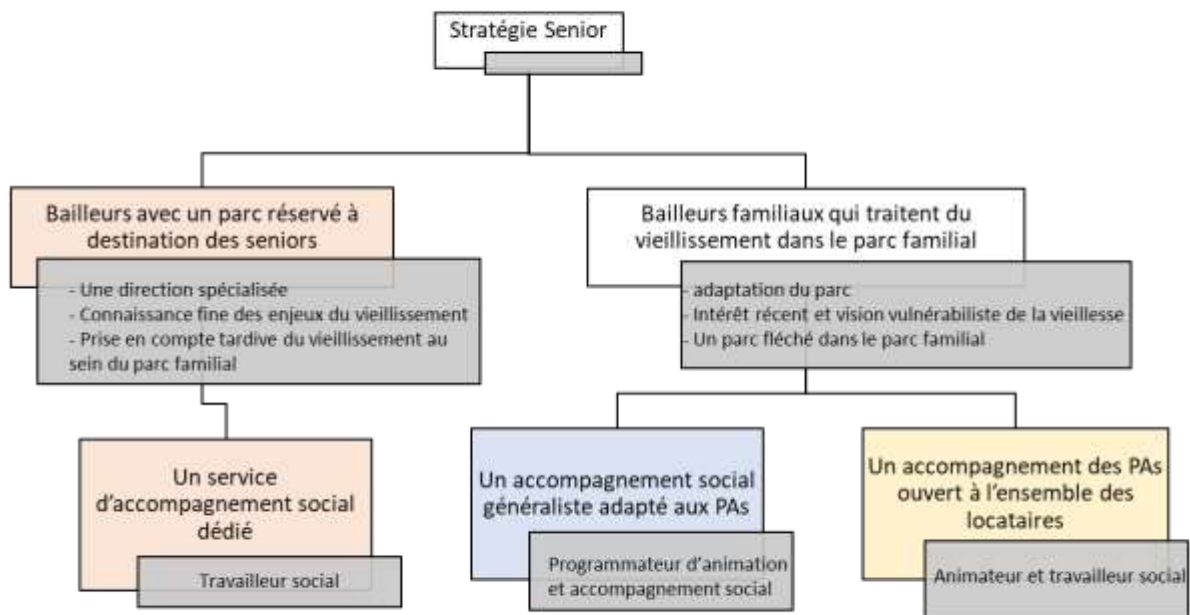 Stratégie Senior
Bailleurs avec un parc réservé à
destination des seniors
- Une direction spécialisée
- Connaissance fine des enjeux du vieillissement
- Prise en compte tardive du vieillissement au
sein du parc familial
Bailleurs familiaux qui traitent du
vieillissement dans le parc familial
- adaptation du parc
- Intérêt récent et vision vulnérabiliste de la vieillesse
- Un parc fléché dans le parc familial
Un service
d'accompagnement social
dédié
Travailleur social
Un accompagnement social
généraliste adapté aux PAs
Programmateur d'animation
et accompagnement social
Un accompagnement des PAs
ouvert à l'ensemble des
locataires
Animateur et travailleur social